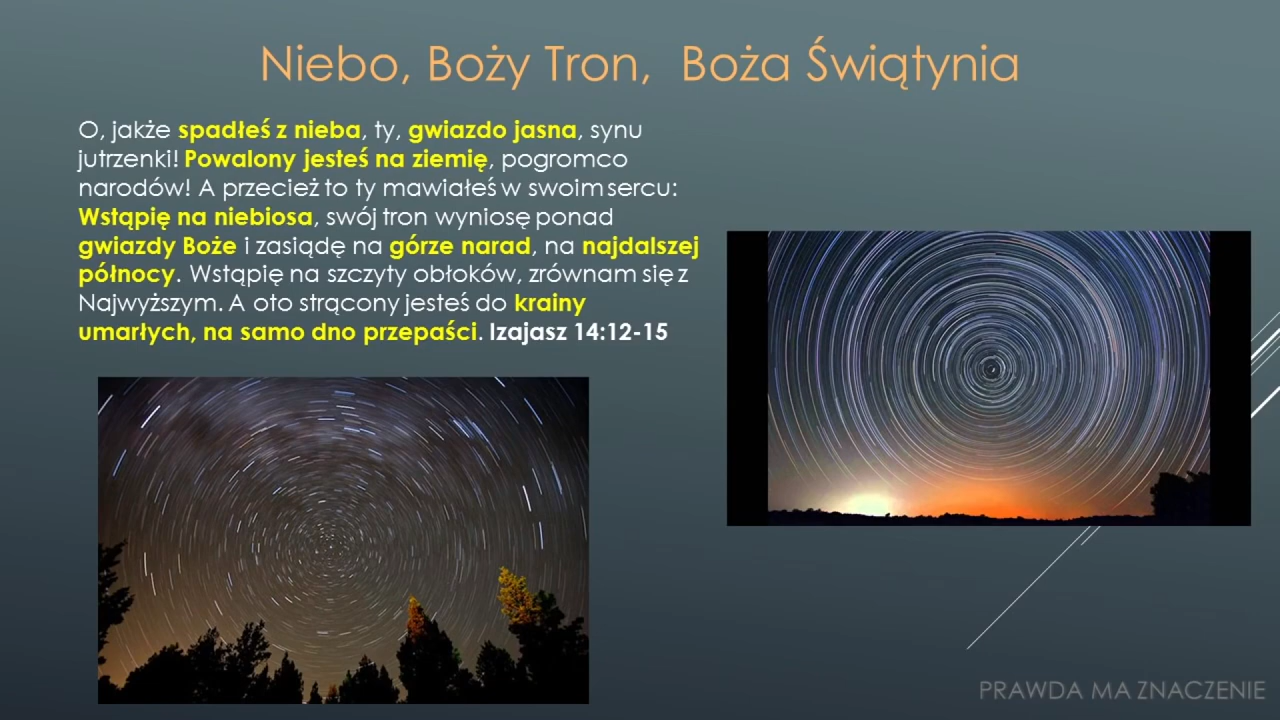 Niebo, Boży Tron, Boża Świątynia
O, jakże spadłeś z nieba, ty, gwiazdo jasna, synu
jutrzenki! Powalony jesteś na ziemię, pogromco
narodów! A przecież to ty mawiałeś w swoim sercu:
Wstąpię na niebiosa, swój tron wyniosę ponad
gwiazdy Boże i zasiądę na górze narad, na najdalszej
północy. Wstąpię na szczyty obłoków, zrównam się z
Najwyższym. A oto strącony jesteś do krainy
umarłych, na samo dno przepaści. Izajasz 14:12-15
PRAWDA MA ZNACZENIE